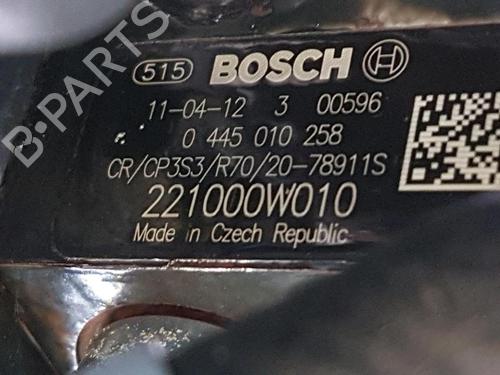 515 BOSCH
11-04-12 3 00596
0 445 010 258
CR/CP3S3/R70/20-78911S
221000W010
Made in Czech Republic
B-PARTS